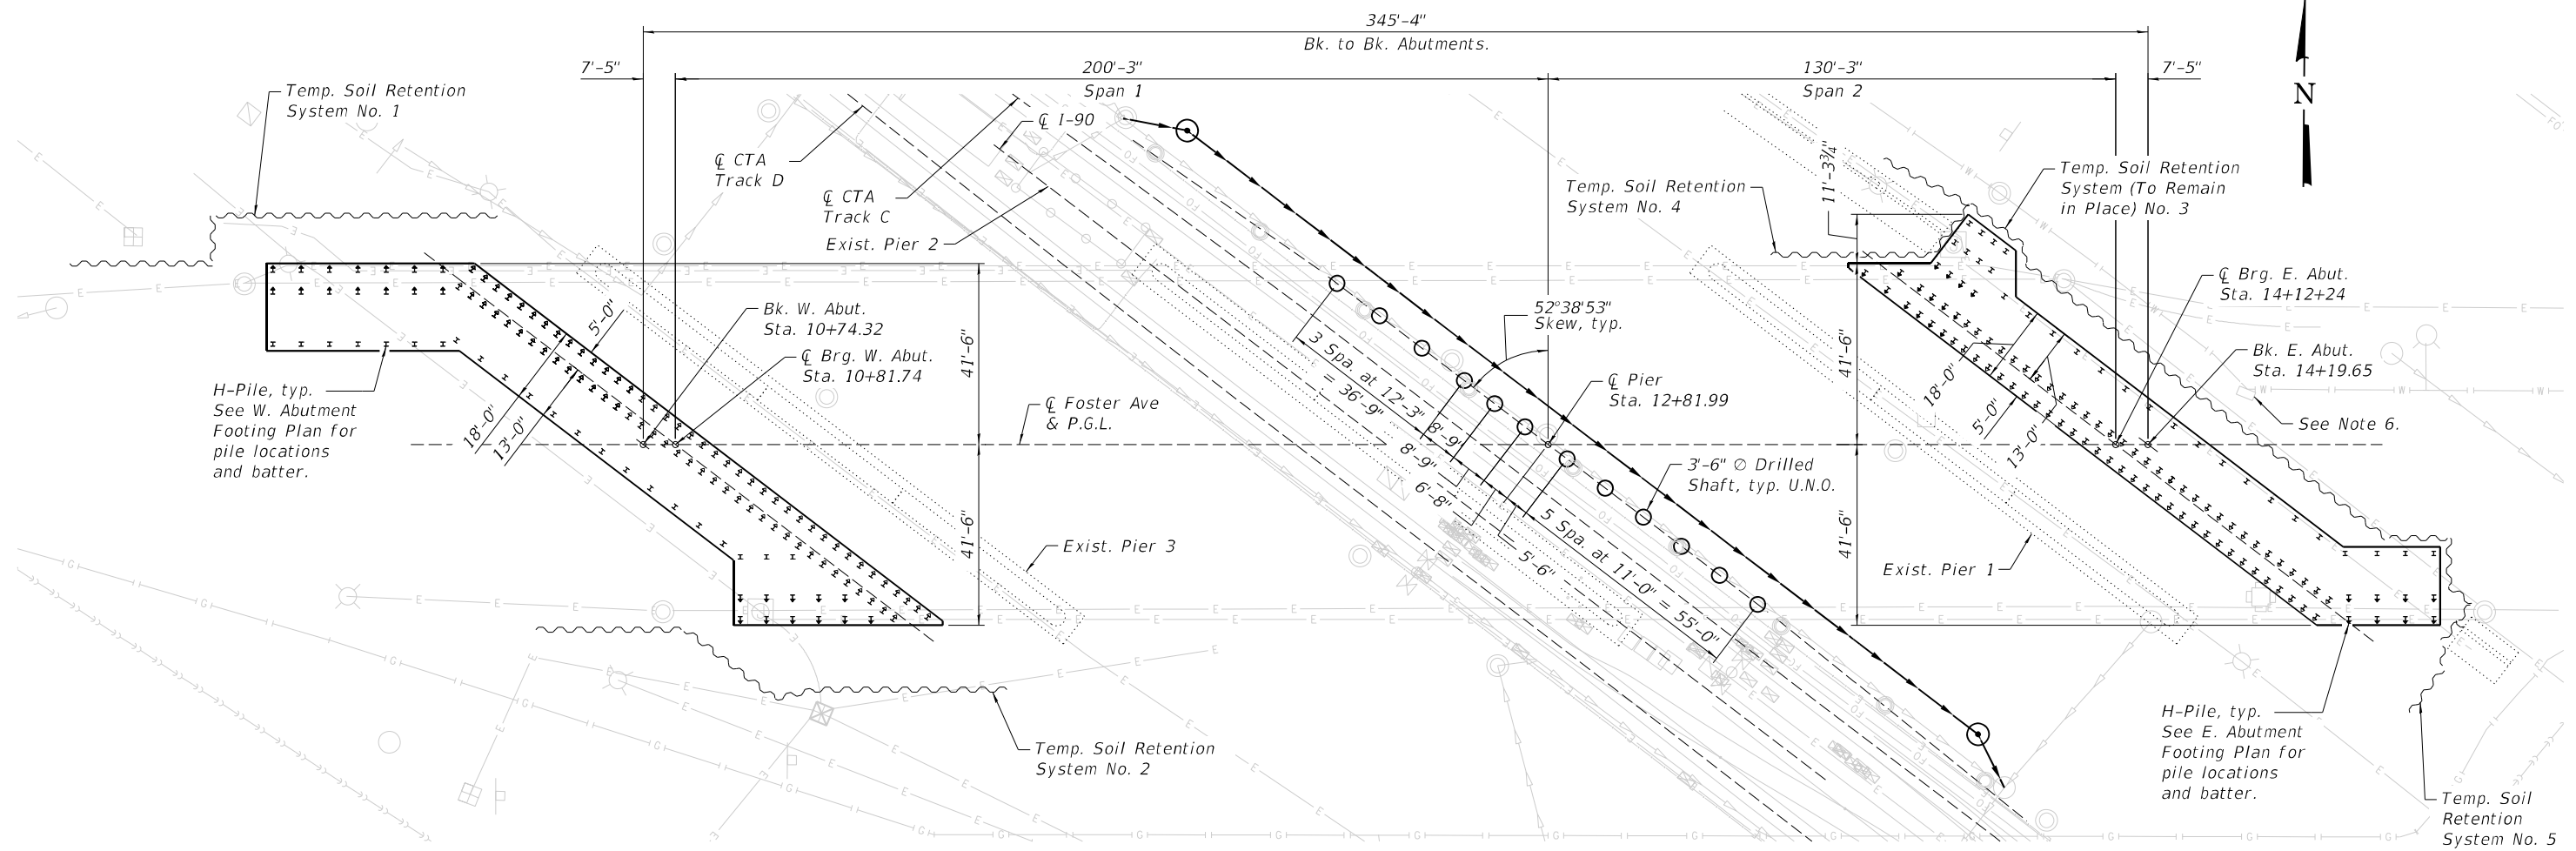 345'-4"
Bk. to Bk. Abutments.
7'-5"
200'-3"
Span 1
130'-3"
Span 2
7'-5"
N
Temp. Soil Retention
System No. 1
℄ CTA
Track D
℄ CTA
Track C
Exist. Pier 2
℄ I-90
Temp. Soil Retention
System No. 4
11'-3¾"
Temp. Soil Retention
System (To Remain
in Place) No. 3
℄ Brg. E. Abut.
Sta. 14+12+24
Bk. E. Abut.
Sta. 14+19.65
See Note 6.
5'-0"
18'-0"
13'-0"
Bk. W. Abut.
Sta. 10+74.32
℄ Brg. W. Abut.
Sta. 10+81.74
41'-6"
41'-6"
H-Pile, typ.
See W. Abutment
Footing Plan for
pile locations
and batter.
℄ Foster Ave
& P.G.L.
52°38'53"
Skew, typ.
℄ Pier
Sta. 12+81.99
3 Spa. at 12'-3"
= 36'-9"
8'-9"
8'-9"
6'-8"
5'-6"
5 Spa. at 11'-0" = 55'-0"
3'-6" ∅ Drilled
Shaft, typ. U.N.O.
41'-6"
41'-6"
18'-0"
5'-0"
13'-0"
Exist. Pier 3
Exist. Pier 1
Temp. Soil Retention
System No. 2
H-Pile, typ.
See E. Abutment
Footing Plan for
pile locations
and batter.
Temp. Soil
Retention
System No. 5